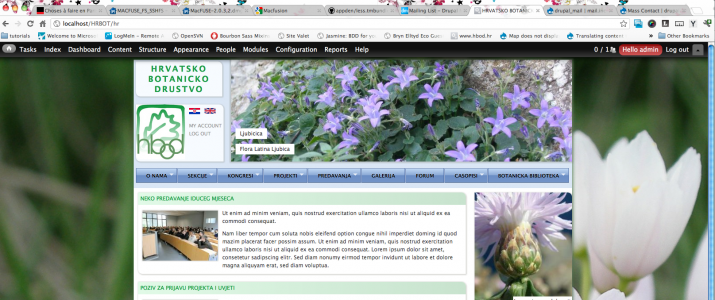 Choses à faire en Fr
MACFUSE_FS_SSHFS
MacFUSE-2.0.3,2.dm
Macfusion
appden/less.tmbund
Mailing List - Drupal
HRVATSKO BOTANIČ
drupal_mail | mail.in
Mass Contact | drupal
localhost/HRBOT/hr
tutorials
Welcome to Micros
LogMeIn - Remote
OpenSVN
Bourbon Sass Mixin
Site Valet
Jasmine: BDD for
Bryn Elhyd Eco Gue
www.hbod.hr
Map does not disp
Translating content
Other Bookmarks
Tasks Index Dashboard Content Structure Appearance People Modules Configuration Reports Help 0 / 1 Hello admin Log out
HRVATSKO
BOTANICKO
DRUSTVO
MY ACCOUNT
LOG OUT
Ljubicica
Flora Latina Ljubica
O NAMA SEKCIJE KONGRESI PROJEKTI PREDAVANJA GALERIJA FORUM CASOPISI BOTANICKA BIBLIOTEKA
NEKO PREDAVANJE IDUCEG MJESECA
Ut enim ad minim veniam, quis nostrud exercitation ullamco laboris nisi ut aliquid ex ea
commodi consequat.
Nam liber tempor cum soluta nobis eleifend option congue nihil imperdiet doming id quod
mazim placerat facer possim assum. Ut enim ad minim veniam, quis nostrud exercitation
ullamco laboris nisi ut aliquid ex ea commodi consequat. Lorem ipsum dolor sit amet,
consetetur sadipscing elitr. Sed diam nonumy eirmod tempor invidunt ut labore et dolore
magna aliquyam erat, sed diam voluptua.
POZIV ZA PRIJAVU PROJEKTA I UVJETI